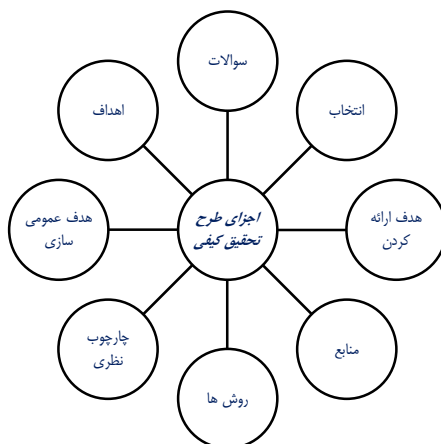 سوالات
انتخاب
اهداف
اجزای طرح
تحقیق کیفی
هدف ارائه
کردن
هدف عمومی
سازی
منابع
چارچوب
نظری
روش ها